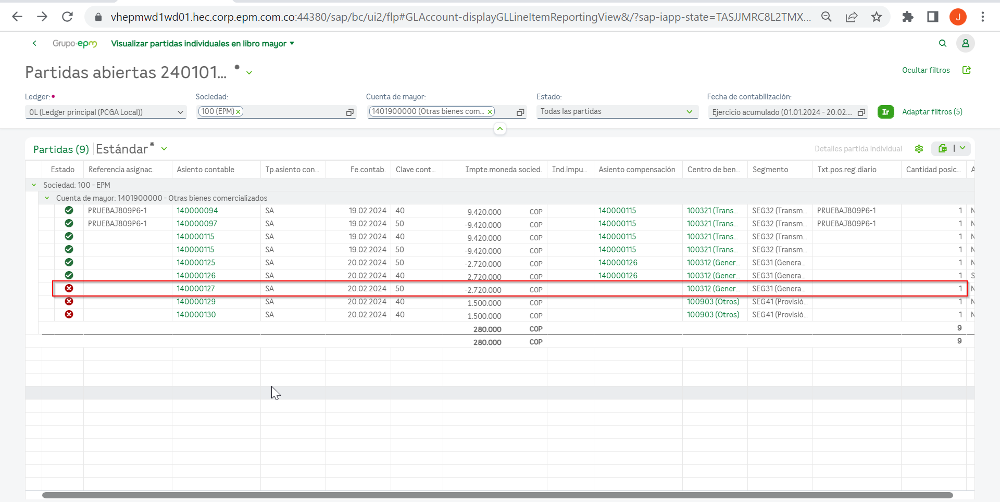 vhepmwd1wd01.hec.corp.epm.com.co:44380/sap/bc/ui2/flp#GLAccount-displayGLLineItemReportingView&/?sap-iapp-state=TASJJMRC8L2TMX... J
Grupo·epm Visualizar partidas individuales en libro mayor
Partidas abiertas 240101... *
Ocultar filtros
Ledger: Sociedad: Cuenta de mayor: Estado: Fecha de contabilización:
0L (Ledger principal (PCGA Local)) 100 (EPM) 1401900000 (Otras bienes com... Todas las partidas Ejercicio acumulado (01.01.2024 - 20.02.... Ir Adaptar filtros (5)
Partidas (9) Estándar* Detalles partida individual
Estado Referencia asignac. Asiento contable Tp.asiento con... Fe.contab. Clave cont... Impte.moneda socied. Ind.impu... Asiento compensación Centro de ben... Segmento Txt.pos.reg.diario Cantidad posic... A
Sociedad: 100 - EPM
Cuenta de mayor: 1401900000 - Otras bienes comercializados
PRUEBAJ809P6-1 140000094 SA 19.02.2024 40 9.420.000 COP 140000115 100321 (Trans... SEG32 (Transm... PRUEBAJ809P6-1 1 N
PRUEBAJ809P6-1 140000097 SA 19.02.2024 50 -9.420.000 COP 140000115 100321 (Trans... SEG32 (Transm... PRUEBAJ809P6-1 1 N
140000115 SA 19.02.2024 40 9.420.000 COP 140000115 100321 (Trans... SEG32 (Transm... 1 N
140000115 SA 19.02.2024 50 -9.420.000 COP 140000115 100321 (Trans... SEG32 (Transm... 1 N
140000125 SA 20.02.2024 50 -2.720.000 COP 140000126 100312 (Gener... SEG31 (Genera... 1 N
140000126 SA 20.02.2024 40 2.720.000 COP 140000126 100312 (Gener... SEG31 (Genera... 1 S
140000127 SA 20.02.2024 50 -2.720.000 COP 100312 (Gener... SEG31 (Genera... 1 N
140000129 SA 20.02.2024 40 1.500.000 COP 100903 (Otros) SEG41 (Provisió... 1 N
140000130 SA 20.02.2024 40 1.500.000 COP 100903 (Otros) SEG41 (Provisió... 1 N
280.000 COP 9
280.000 COP 9